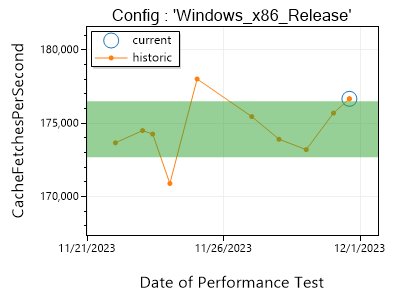 Config : 'Windows_x86_Release'
current
historic
180,000
175,000
170,000
CacheFetchesPerSecond
11/21/2023
11/26/2023
12/1/2023
Date of Performance Test